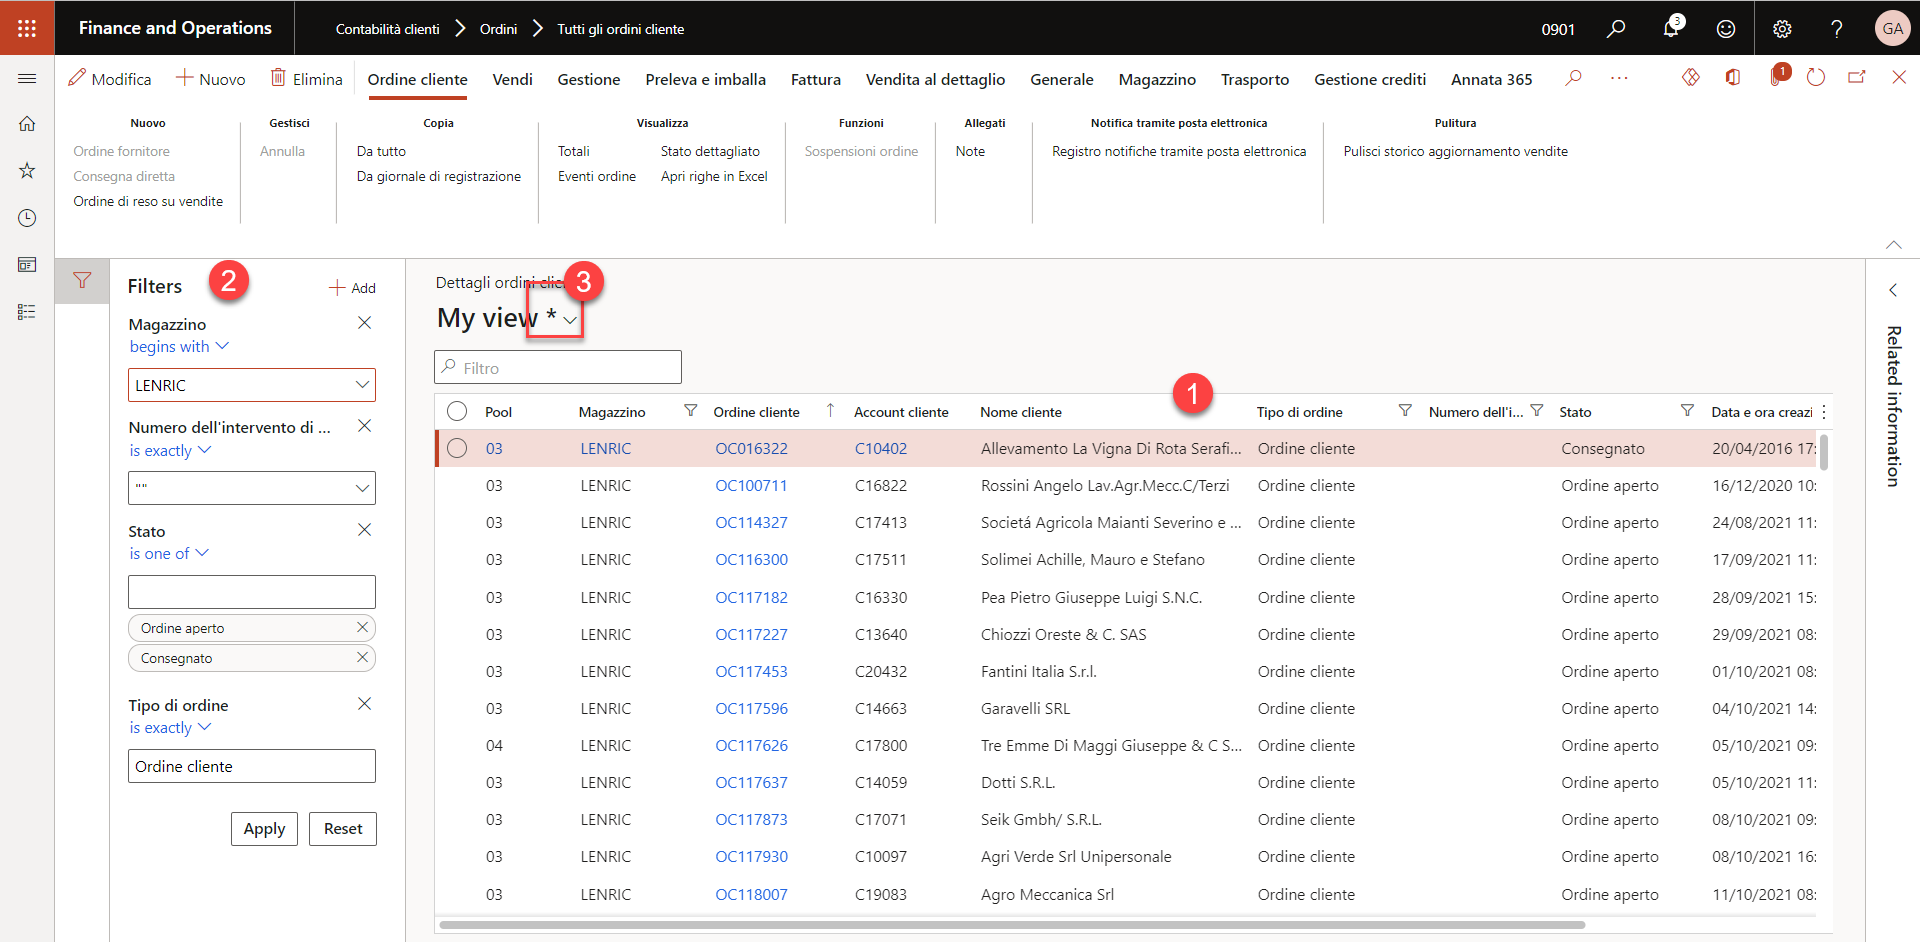 Finance and Operations
Contabilità clienti > Ordini > Tutti gli ordini cliente
0901
3
?
GA
Modifica
Nuovo
Elimina
Ordine cliente
Vendi
Gestione
Preleva e imballa
Fattura
Vendita al dettaglio
Generale
Magazzino
Trasporto
Gestione crediti
Annata 365
...
1
Nuovo
Ordine fornitore
Consegna diretta
Ordine di reso su vendite
Gestisci
Annulla
Copia
Da tutto
Da giornale di registrazione
Visualizza
Totali
Stato dettagliato
Eventi ordine
Apri righe in Excel
Funzioni
Sospensioni ordine
Allegati
Note
Notifica tramite posta elettronica
Registro notifiche tramite posta elettronica
Pulitura
Pulisci storico aggiornamento vendite
Filters
2
Add
Magazzino
begins with
LENRIC
Numero dell'intervento di ...
is exactly
""
Stato
is one of
Ordine aperto
Consegnato
Tipo di ordine
is exactly
Ordine cliente
Apply
Reset
Dettagli ordini clie
3
My view *
Filtro
1
Pool Magazzino Ordine cliente Account cliente Nome cliente Tipo di ordine Numero dell'i... Stato Data e ora creazi
03 LENRIC OC016322 C10402 Allevamento La Vigna Di Rota Serafi... Ordine cliente Consegnato 20/04/2016 17:
03 LENRIC OC100711 C16822 Rossini Angelo Lav.Agr.Mecc.C/Terzi Ordine cliente Ordine aperto 16/12/2020 10:
03 LENRIC OC114327 C17413 Societá Agricola Maianti Severino e ... Ordine cliente Ordine aperto 24/08/2021 11:
03 LENRIC OC116300 C17511 Solimei Achille, Mauro e Stefano Ordine cliente Ordine aperto 17/09/2021 11:
03 LENRIC OC117182 C16330 Pea Pietro Giuseppe Luigi S.N.C. Ordine cliente Ordine aperto 28/09/2021 15:
03 LENRIC OC117227 C13640 Chiozzi Oreste & C. SAS Ordine cliente Ordine aperto 29/09/2021 08:
03 LENRIC OC117453 C20432 Fantini Italia S.r.l. Ordine cliente Ordine aperto 01/10/2021 08:
03 LENRIC OC117596 C14663 Garavelli SRL Ordine cliente Ordine aperto 04/10/2021 14:
04 LENRIC OC117626 C17800 Tre Emme Di Maggi Giuseppe & C S... Ordine cliente Ordine aperto 05/10/2021 09:
03 LENRIC OC117637 C14059 Dotti S.R.L. Ordine cliente Ordine aperto 05/10/2021 11:
03 LENRIC OC117873 C17071 Seik Gmbh/ S.R.L. Ordine cliente Ordine aperto 08/10/2021 09:
03 LENRIC OC117930 C10097 Agri Verde Srl Unipersonale Ordine cliente Ordine aperto 08/10/2021 16:
03 LENRIC OC118007 C19083 Agro Meccanica Srl Ordine cliente Ordine aperto 11/10/2021 08:
Related information